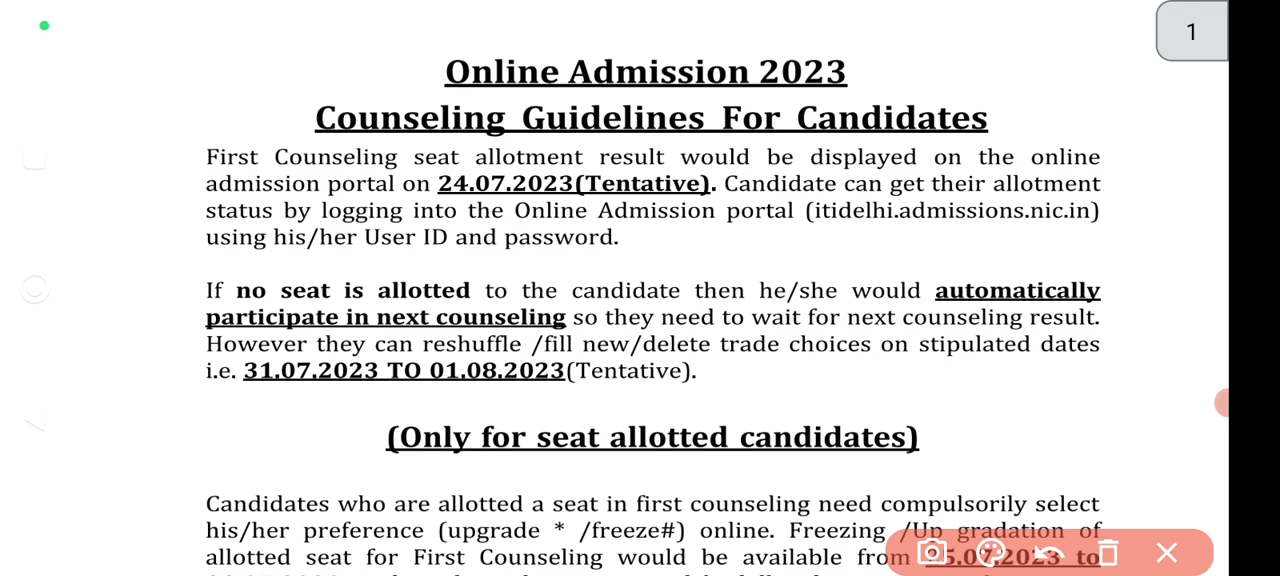 1
Online Admission 2023
Counseling Guidelines For Candidates
First Counseling seat allotment result would be displayed on the online
admission portal on 24.07.2023(Tentative). Candidate can get their allotment
status by logging into the Online Admission portal (itidelhi.admissions.nic.in)
using his/her User ID and password.
If no seat is allotted to the candidate then he/she would automatically
participate in next counseling so they need to wait for next counseling result.
However they can reshuffle /fill new/delete trade choices on stipulated dates
i.e. 31.07.2023 TO 01.08.2023(Tentative).
(Only for seat allotted candidates)
Candidates who are allotted a seat in first counseling need compulsorily select
his/her preference (upgrade * /freeze#) online. Freezing /Up gradation of
allotted seat for First Counseling would be available from to